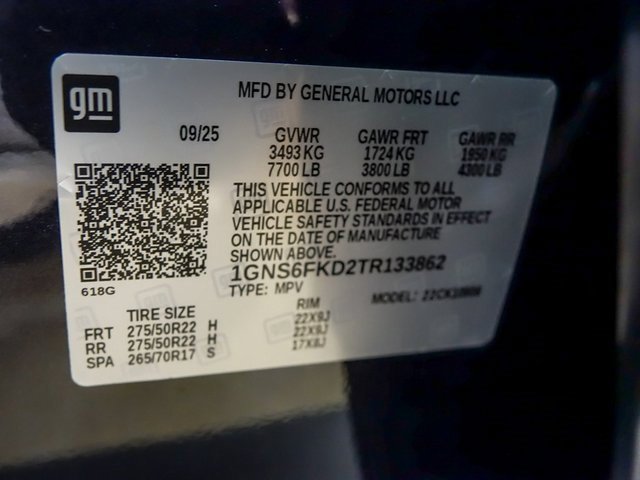 gm
MFD BY GENERAL MOTORS LLC
09/25 GVWR GAWR FRT GAWR RR
3493 KG 1724 KG 1950 KG
7700 LB 3800 LB 4300 LB
THIS VEHICLE CONFORMS TO ALL
APPLICABLE U.S. FEDERAL MOTOR
VEHICLE SAFETY STANDARDS IN EFFECT
ON THE DATE OF MANUFACTURE
SHOWN ABOVE.
1GNS6FKD2TR133862
618G
TYPE: MPV MODEL:
TIRE SIZE RIM
FRT 275/50R22 H 22X9J
RR 275/50R22 H 22X9J
SPA 265/70R17 S 17X8J